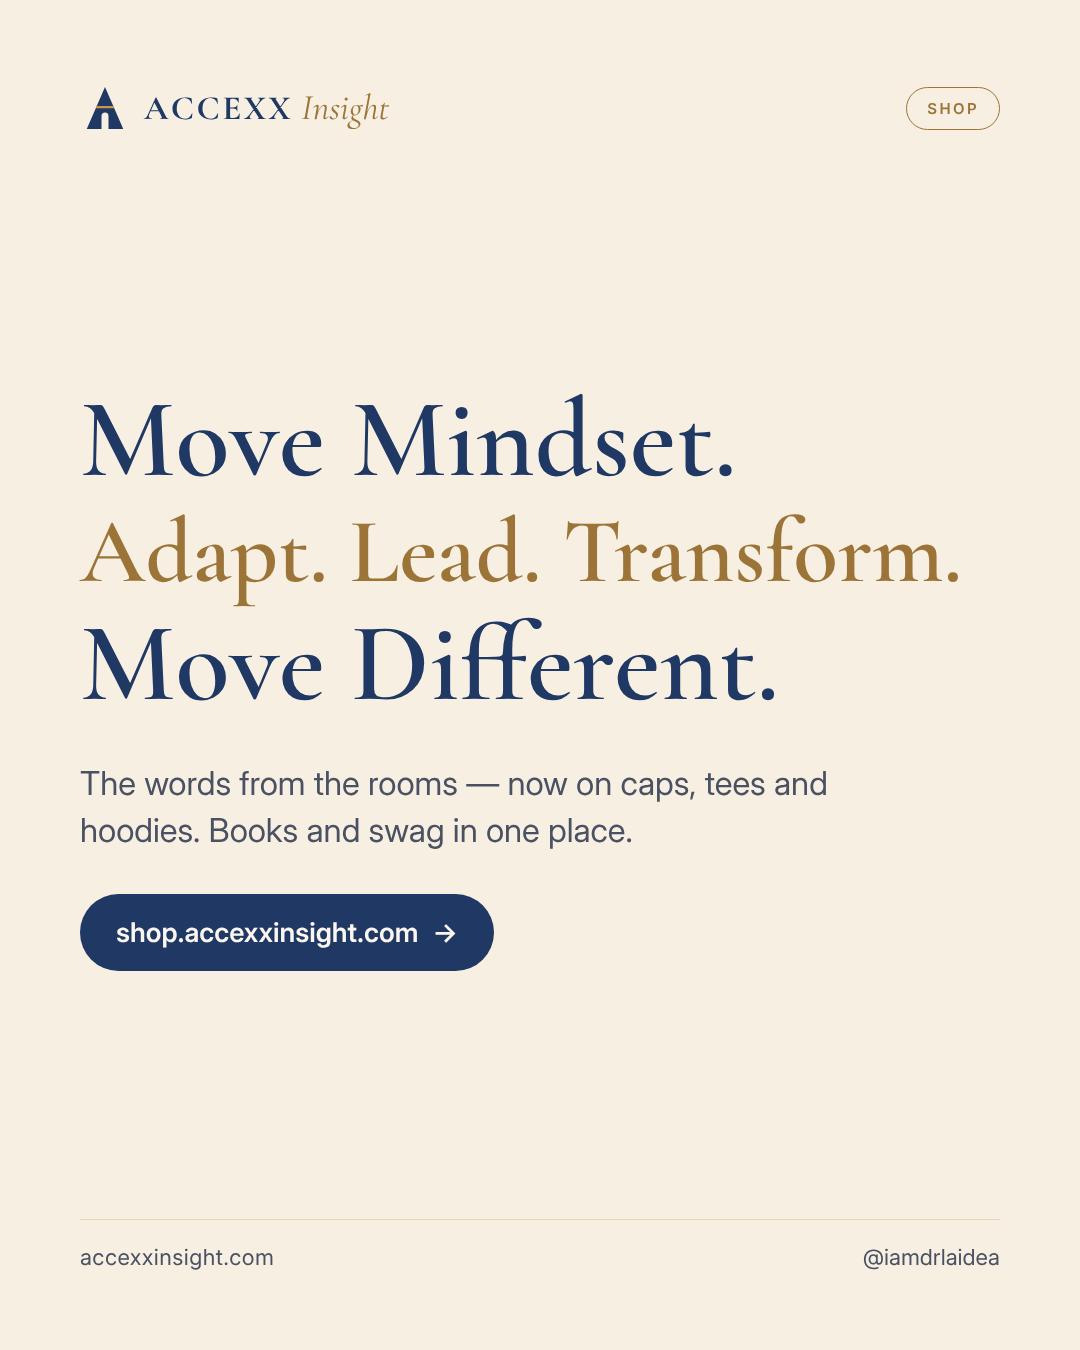 ACCEXX Insight
SHOP
Move Mindset.
Adapt. Lead. Transform.
Move Different.
The words from the rooms — now on caps, tees and
hoodies. Books and swag in one place.
shop.accexxinsight.com →
accexxinsight.com
@iamdrlaidea